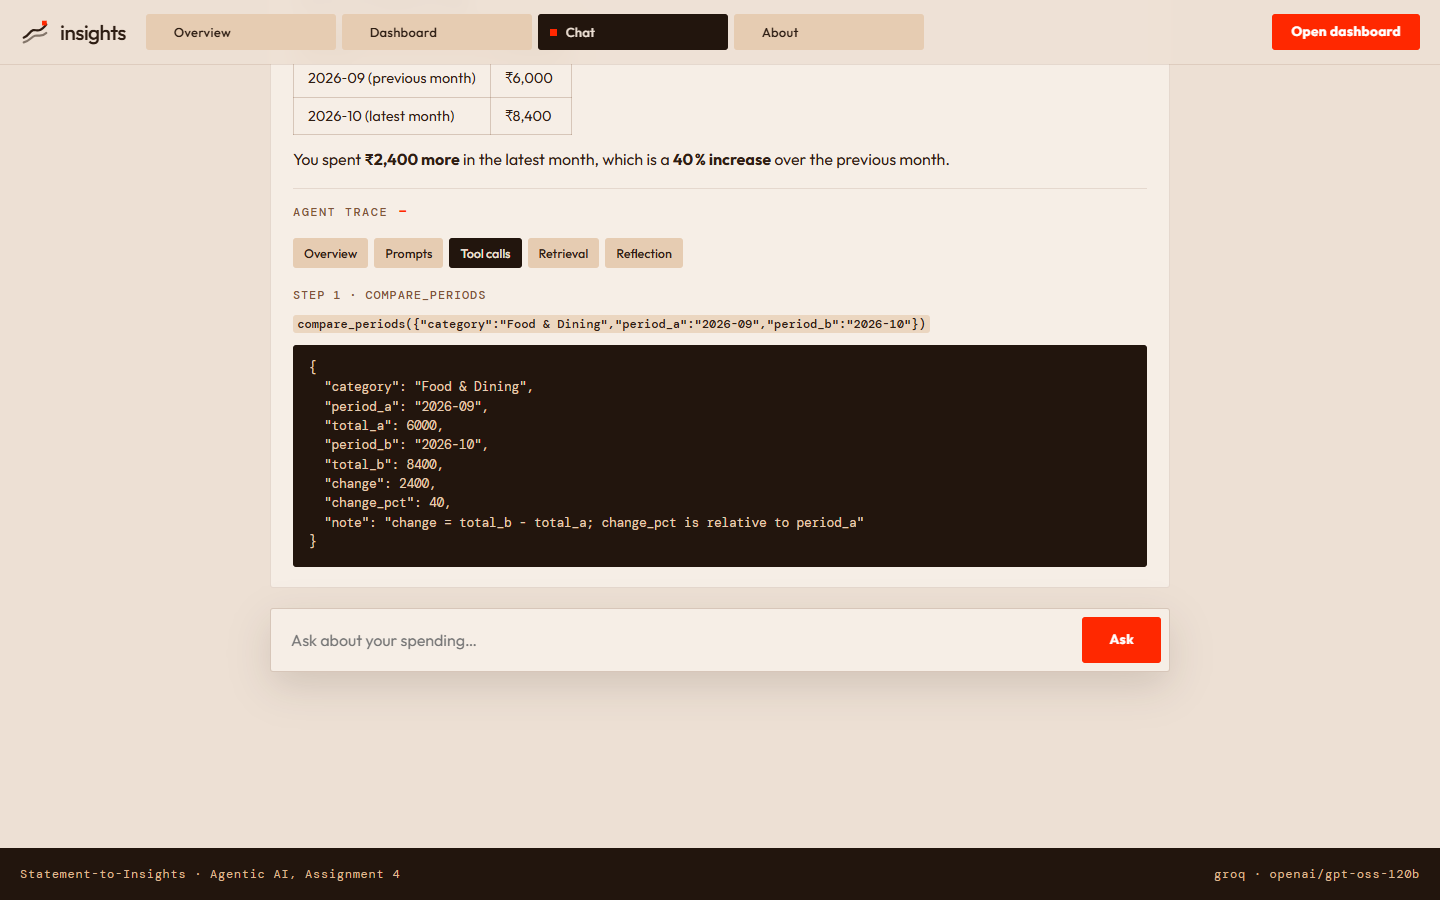 insights
Overview
Dashboard
Chat
About
Open dashboard
2026-09 (previous month) ₹6,000
2026-10 (latest month) ₹8,400
You spent ₹2,400 more in the latest month, which is a 40 % increase over the previous month.
AGENT TRACE –
Overview
Prompts
Tool calls
Retrieval
Reflection
STEP 1 · COMPARE_PERIODS
compare_periods({"category":"Food & Dining","period_a":"2026-09","period_b":"2026-10"})
{
"category": "Food & Dining",
"period_a": "2026-09",
"total_a": 6000,
"period_b": "2026-10",
"total_b": 8400,
"change": 2400,
"change_pct": 40,
"note": "change = total_b - total_a; change_pct is relative to period_a"
}
Ask about your spending…
Ask
Statement-to-Insights · Agentic AI, Assignment 4
groq · openai/gpt-oss-120b